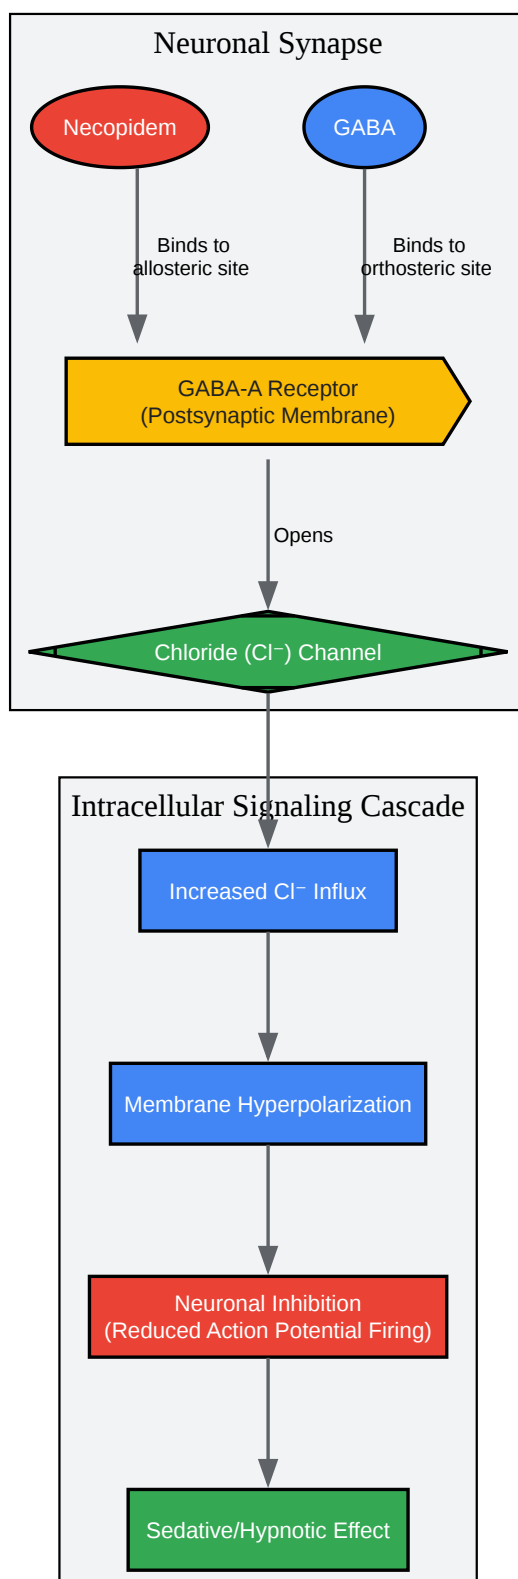 Neuronal Synapse
Necopidem
GABA
Binds to
allosteric site
Binds to
orthosteric site
GABA-A Receptor
(Postsynaptic Membrane)
Opens
Chloride (Cl⁻) Channel
Intracellular Signaling Cascade
Increased Cl⁻ Influx
Membrane Hyperpolarization
Neuronal Inhibition
(Reduced Action Potential Firing)
Sedative/Hypnotic Effect